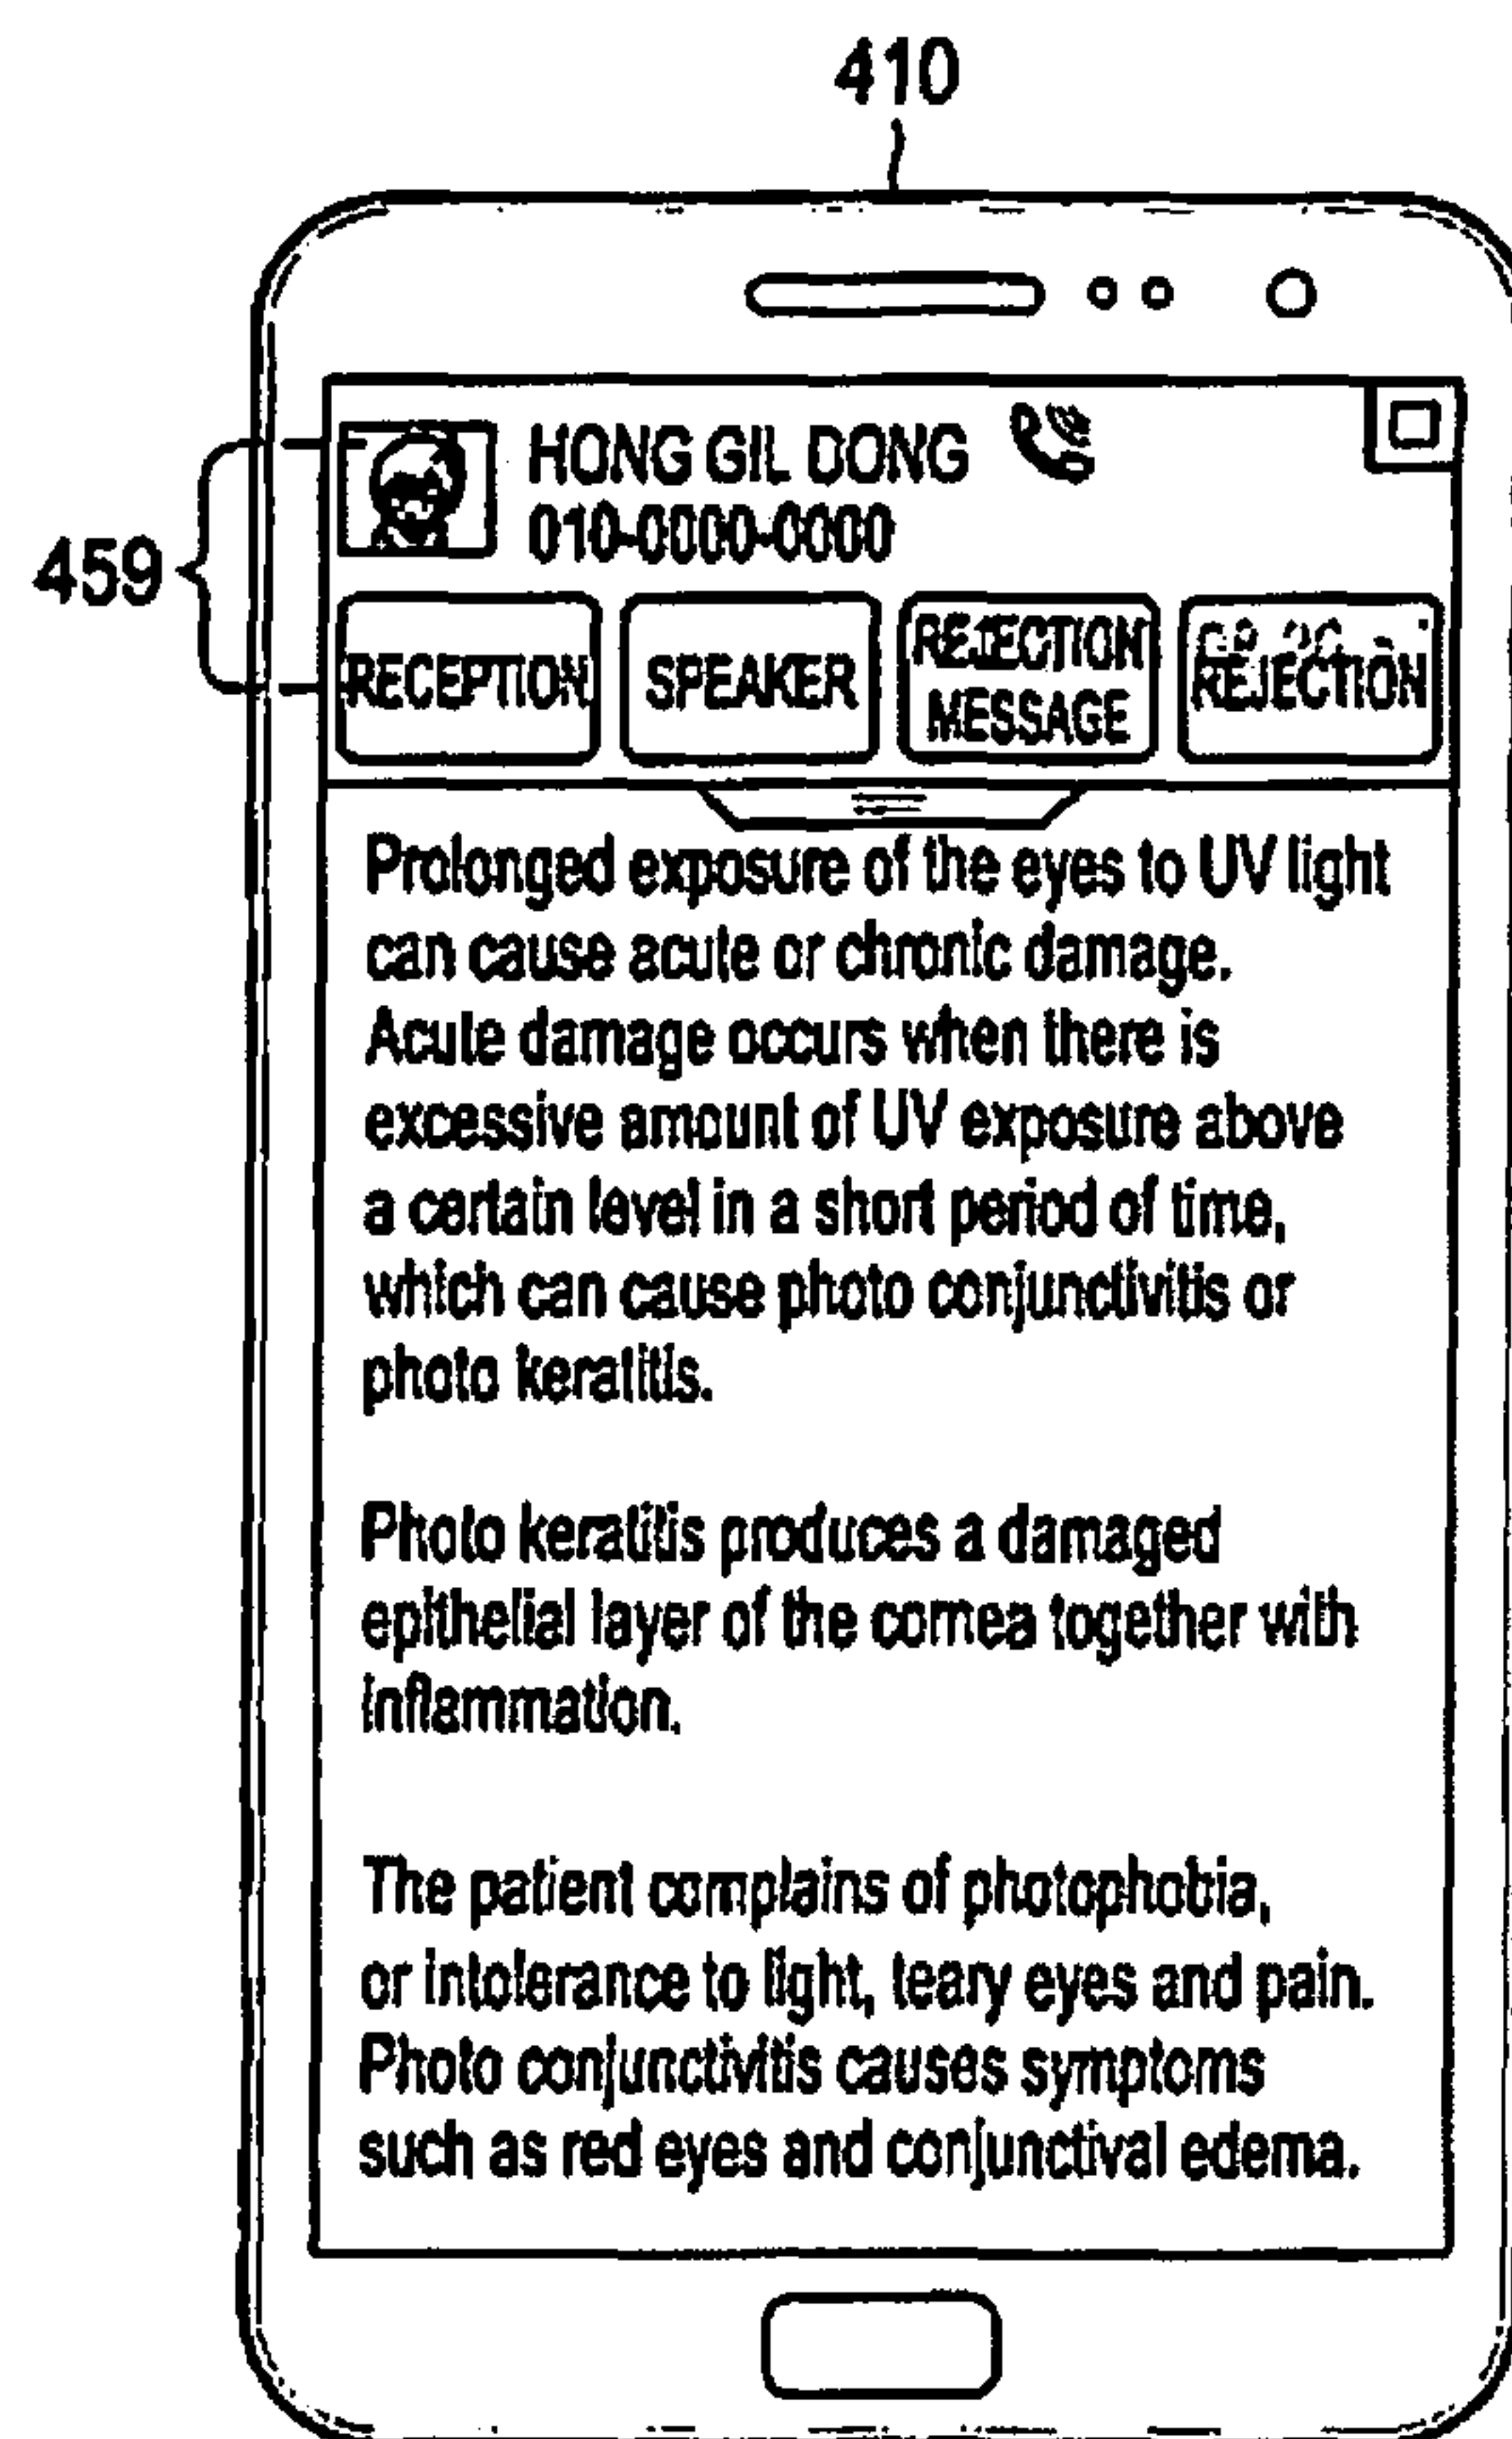 410
459
HONG GIL DONG
010-0000-0000
RECEPTION
SPEAKER
REJECTION
MESSAGE
REJECTION
Prolonged exposure of the eyes to UV light
can cause acute or chronic damage.
Acute damage occurs when there is
excessive amount of UV exposure above
a certain level in a short period of time,
which can cause photo conjunctivitis or
photo keratitis.
Photo keratitis produces a damaged
epithelial layer of the cornea together with
inflammation.
The patient complains of photophobia,
or intolerance to light, teary eyes and pain.
Photo conjunctivitis causes symptoms
such as red eyes and conjunctival edema.